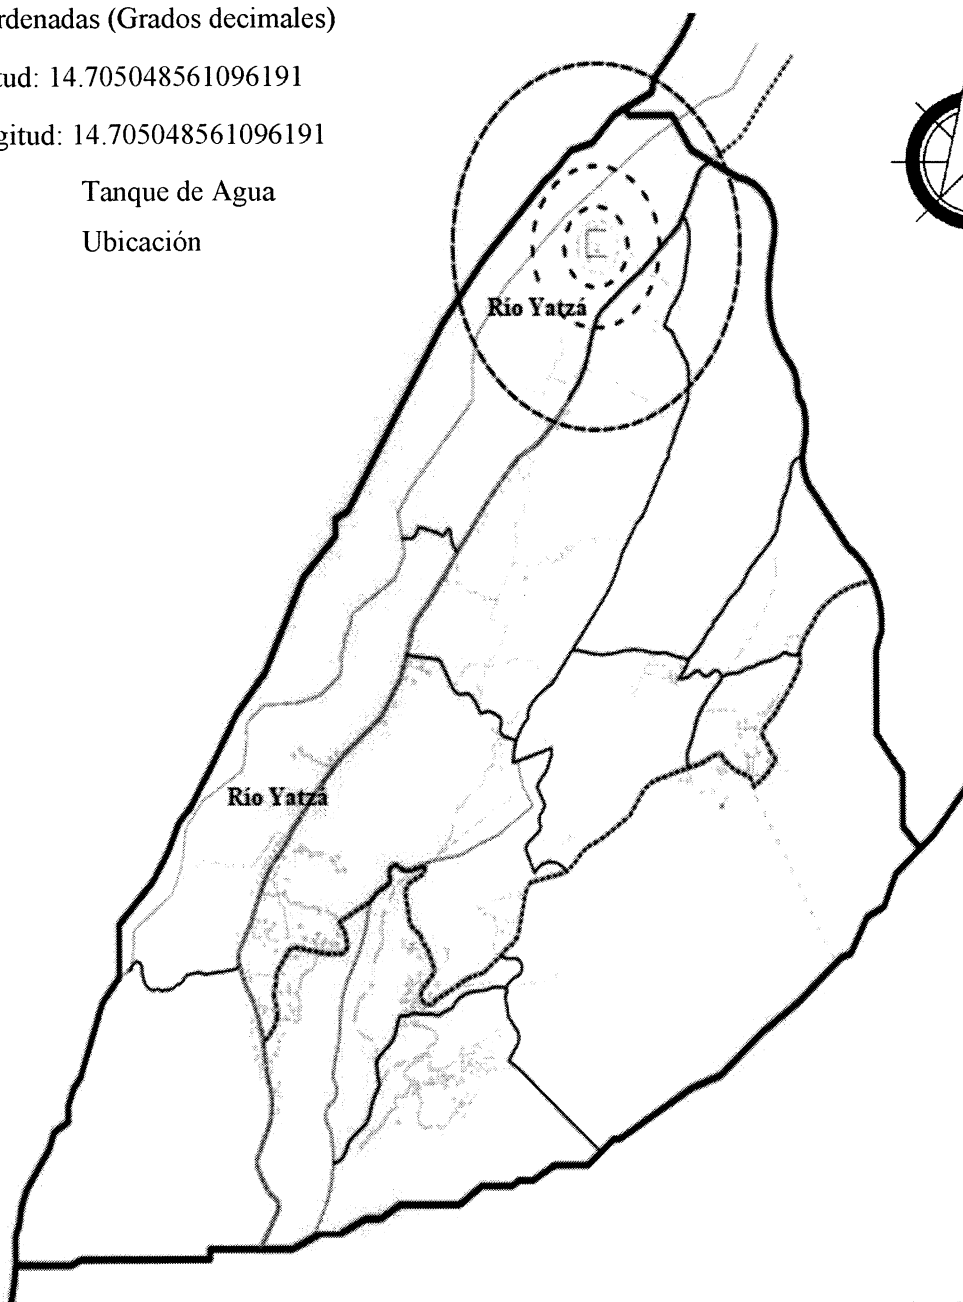 rdenadas (Grados decimales)
tud: 14.705048561096191
gitud: 14.705048561096191
Tanque de Agua
Ubicación
Río Yatzá
Río Yatzá